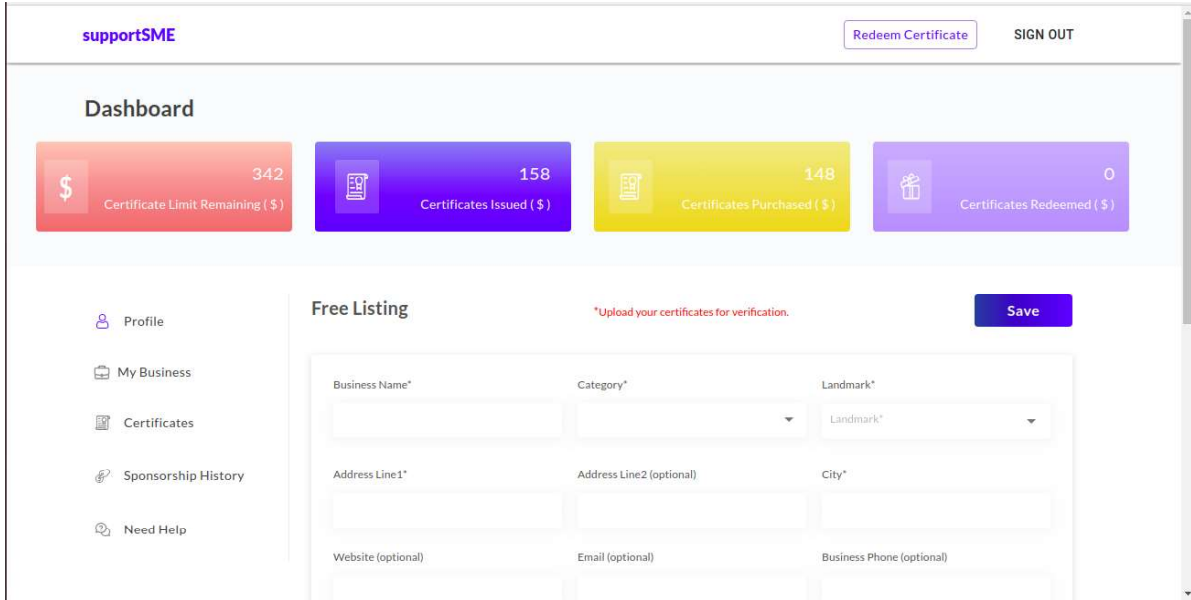 supportSME
Redeem Certificate
SIGN OUT
Dashboard
$
342
Certificate Limit Remaining ( $ )
158
Certificates Issued ( $ )
148
Certificates Purchased ( $ )
0
Certificates Redeemed ( $ )
Profile
My Business
Certificates
Sponsorship History
Need Help
Free Listing
*Upload your certificates for verification.
Save
Business Name*
Category*
Landmark*
Landmark*
Address Line1*
Address Line2 (optional)
City*
Website (optional)
Email (optional)
Business Phone (optional)